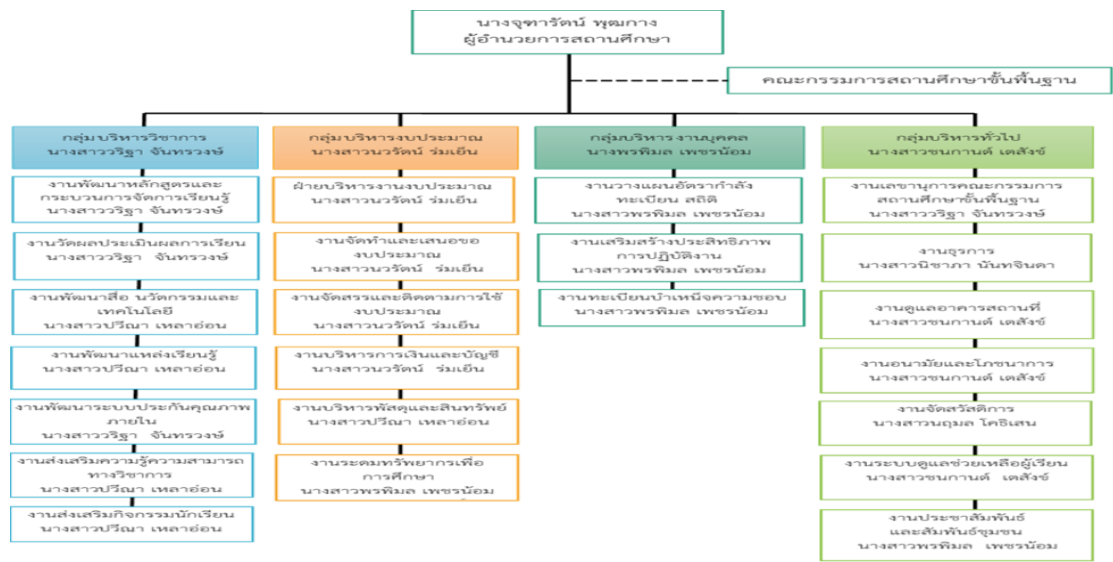 นางจุฑารัตน์ พุฒกาง
ผู้อำนวยการสถานศึกษา
คณะกรรมการสถานศึกษาขั้นพื้นฐาน
กลุ่มบริหารวิชาการ
นางสาววริฐา จันทรวงษ์
งานพัฒนาหลักสูตรและ
กระบวนการจัดการเรียนรู้
นางสาววริฐา จันทรวงษ์
งานวัดผลประเมินผลการเรียน
นางสาววริฐา จันทรวงษ์
งานพัฒนาสื่อ นวัตกรรมและ
เทคโนโลยี
นางสาวปวีณา เหลาอ่อน
งานพัฒนาแหล่งเรียนรู้
นางสาวปวีณา เหลาอ่อน
งานพัฒนาระบบประกันคุณภาพ
ภายใน
นางสาววริฐา จันทรวงษ์
งานส่งเสริมความรู้ความสามารถ
ทางวิชาการ
นางสาวปวีณา เหลาอ่อน
งานส่งเสริมกิจกรรมนักเรียน
นางสาวปวีณา เหลาอ่อน
กลุ่มบริหารงบประมาณ
นางสาวนวรัตน์ ร่มเย็น
ฝ่ายบริหารงานงบประมาณ
นางสาวนวรัตน์ ร่มเย็น
งานจัดทำและเสนอขอ
งบประมาณ
นางสาวนวรัตน์ ร่มเย็น
งานจัดสรรและติดตามการใช้
งบประมาณ
นางสาวนวรัตน์ ร่มเย็น
งานบริหารการเงินและบัญชี
นางสาวนวรัตน์ ร่มเย็น
งานบริหารพัสดุและสินทรัพย์
นางสาวปวีณา เหลาอ่อน
งานระดมทรัพยากรเพื่อ
การศึกษา
นางสาวพรพิมล เพชรน้อม
กลุ่มบริหารงานบุคคล
นางพรพิมล เพชรน้อม
งานวางแผนอัตรากำลัง
ทะเบียน สถิติ
นางสาวพรพิมล เพชรน้อม
งานเสริมสร้างประสิทธิภาพ
การปฏิบัติงาน
นางสาวพรพิมล เพชรน้อม
งานทะเบียนบำเหน็จความชอบ
นางสาวพรพิมล เพชรน้อม
กลุ่มบริหารทั่วไป
นางสาวชนกานต์ เตสังข์
งานเลขานุการคณะกรรมการ
สถานศึกษาขั้นพื้นฐาน
นางสาววริฐา จันทรวงษ์
งานธุรการ
นางสาวนิชาภา นันทจินดา
งานดูแลอาคารสถานที่
นางสาวชนกานต์ เตสังข์
งานอนามัยและโภชนาการ
นางสาวชนกานต์ เตสังข์
งานจัดสวัสดิการ
นางสาวนฤมล โคธิเสน
งานระบบดูแลช่วยเหลือผู้เรียน
นางสาวชนกานต์ เตสังข์
งานประชาสัมพันธ์
และสัมพันธ์ชุมชน
นางสาวพรพิมล เพชรน้อม